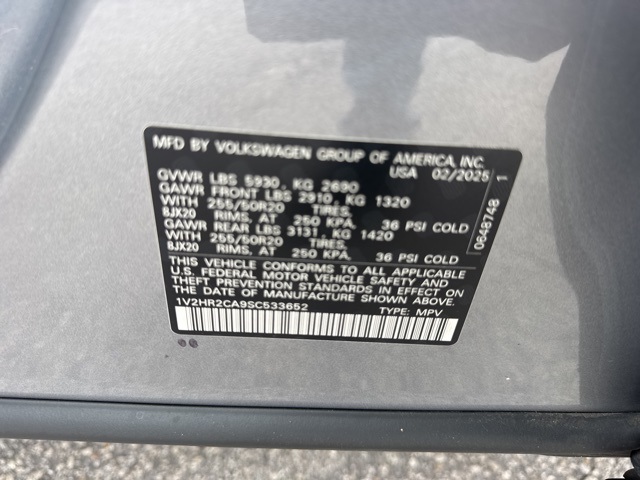 MFD BY VOLKSWAGEN GROUP OF AMERICA, INC.
USA 02/2025
GVWR LBS 5930, KG 2690
GAWR FRONT LBS 2910, KG 1320
WITH 255/50R20 TIRES,
8JX20 RIMS, AT 250 KPA, 36 PSI COLD
GAWR REAR LBS 3131, KG 1420
WITH 255/50R20 TIRES,
8JX20 RIMS, AT 250 KPA, 36 PSI COLD
THIS VEHICLE CONFORMS TO ALL APPLICABLE
U.S. FEDERAL MOTOR VEHICLE SAFETY AND
THEFT PREVENTION STANDARDS IN EFFECT ON
THE DATE OF MANUFACTURE SHOWN ABOVE.
1V2HR2CA9SC533652 TYPE: MPV
0648748 1